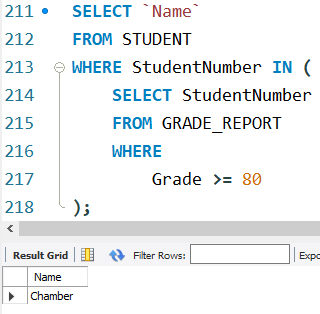 211 SELECT `Name`
212 FROM STUDENT
213 WHERE StudentNumber IN (
214 SELECT StudentNumber
215 FROM GRADE_REPORT
216 WHERE
217 Grade >= 80
218 );
Result Grid Filter Rows: Expo
Name
Chamber